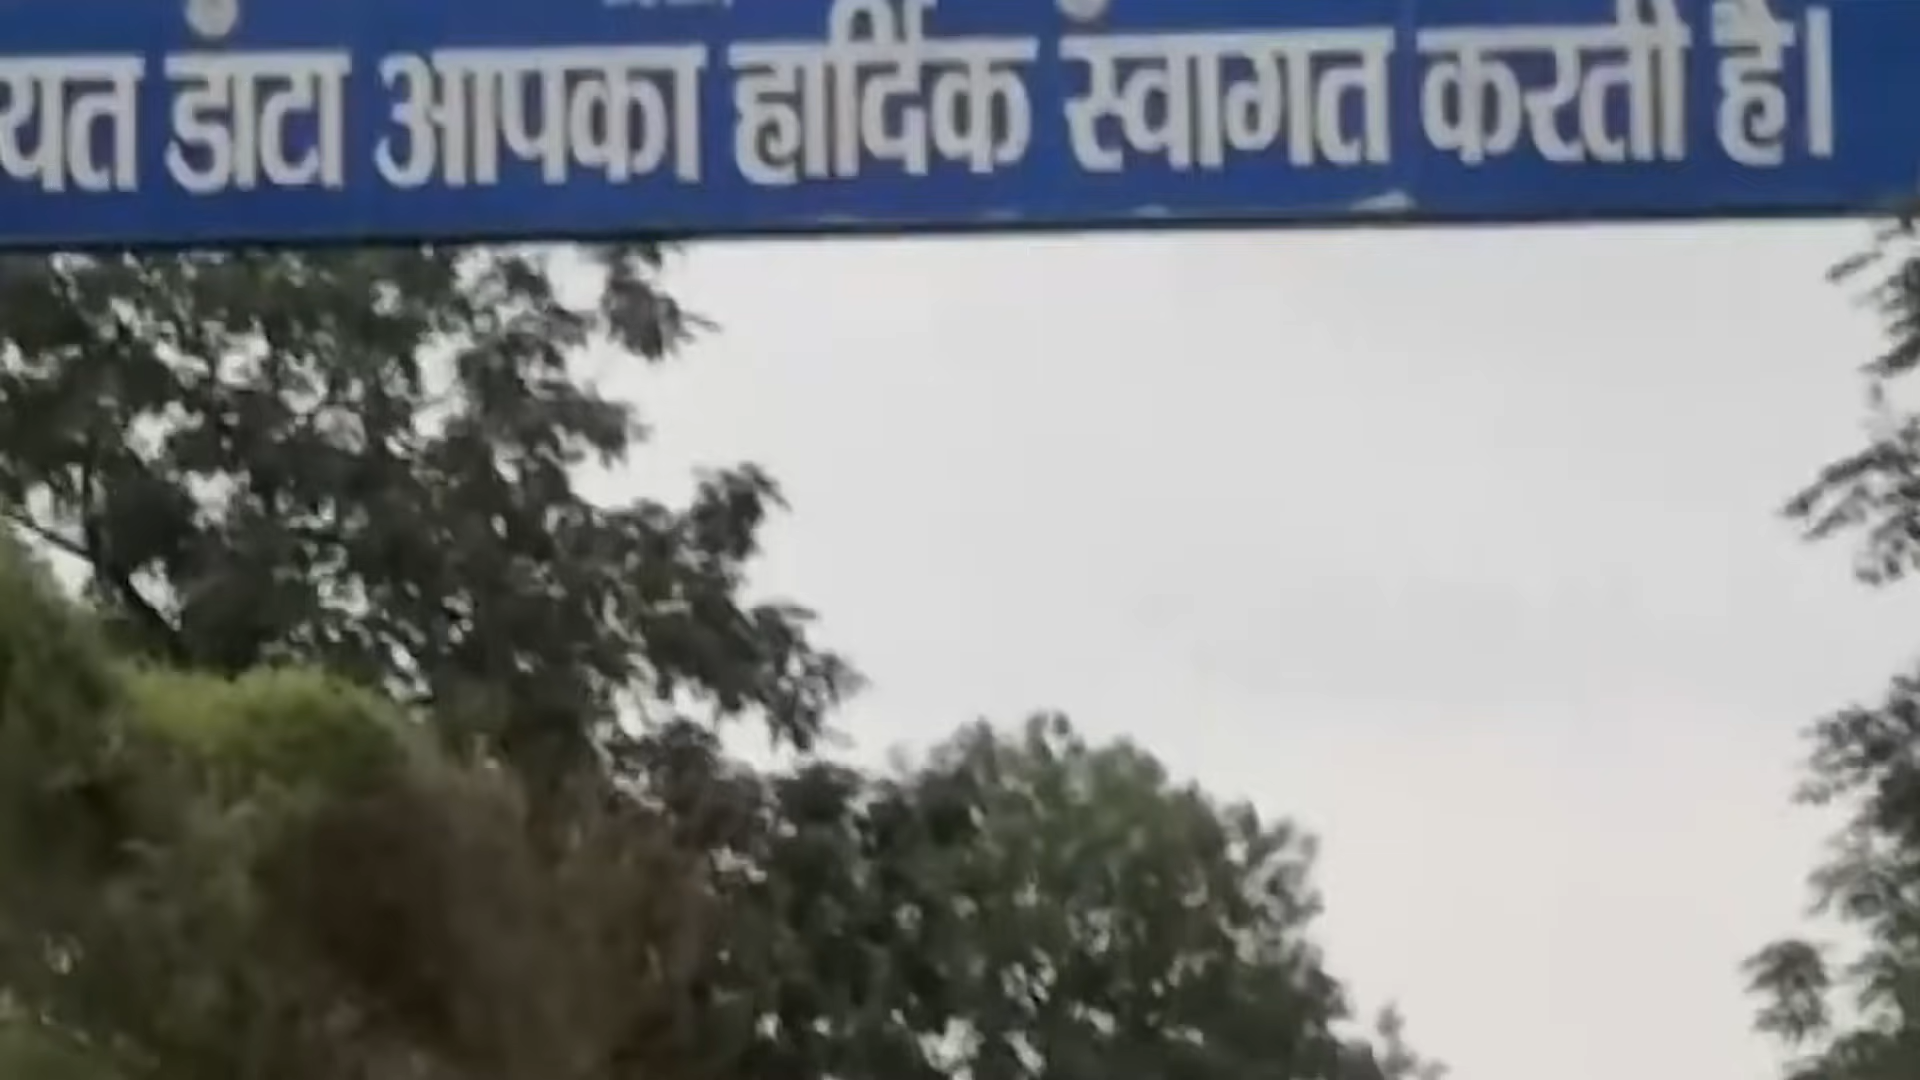 यत डांटा आपका हार्दिक स्वागत करती है।